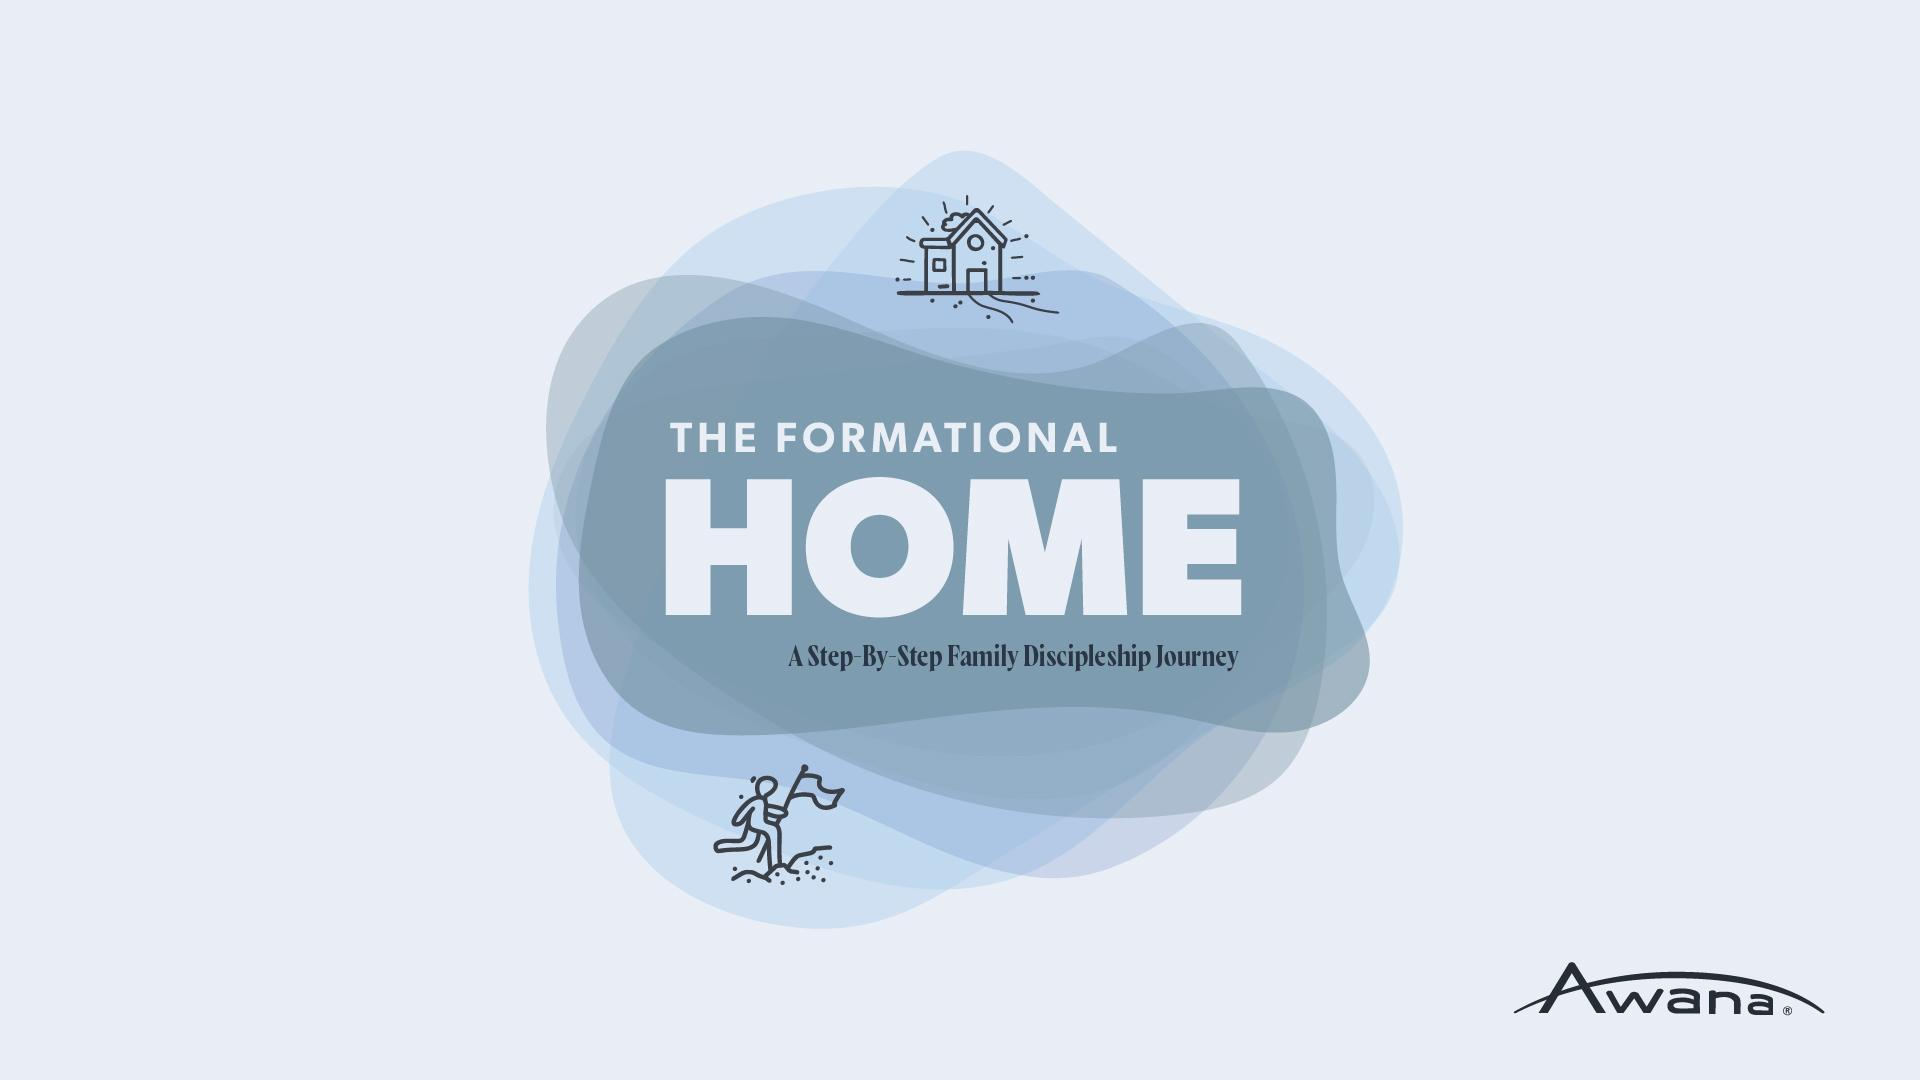 THE FORMATIONAL
HOME
A Step-By-Step Family Discipleship Journey
Awana®